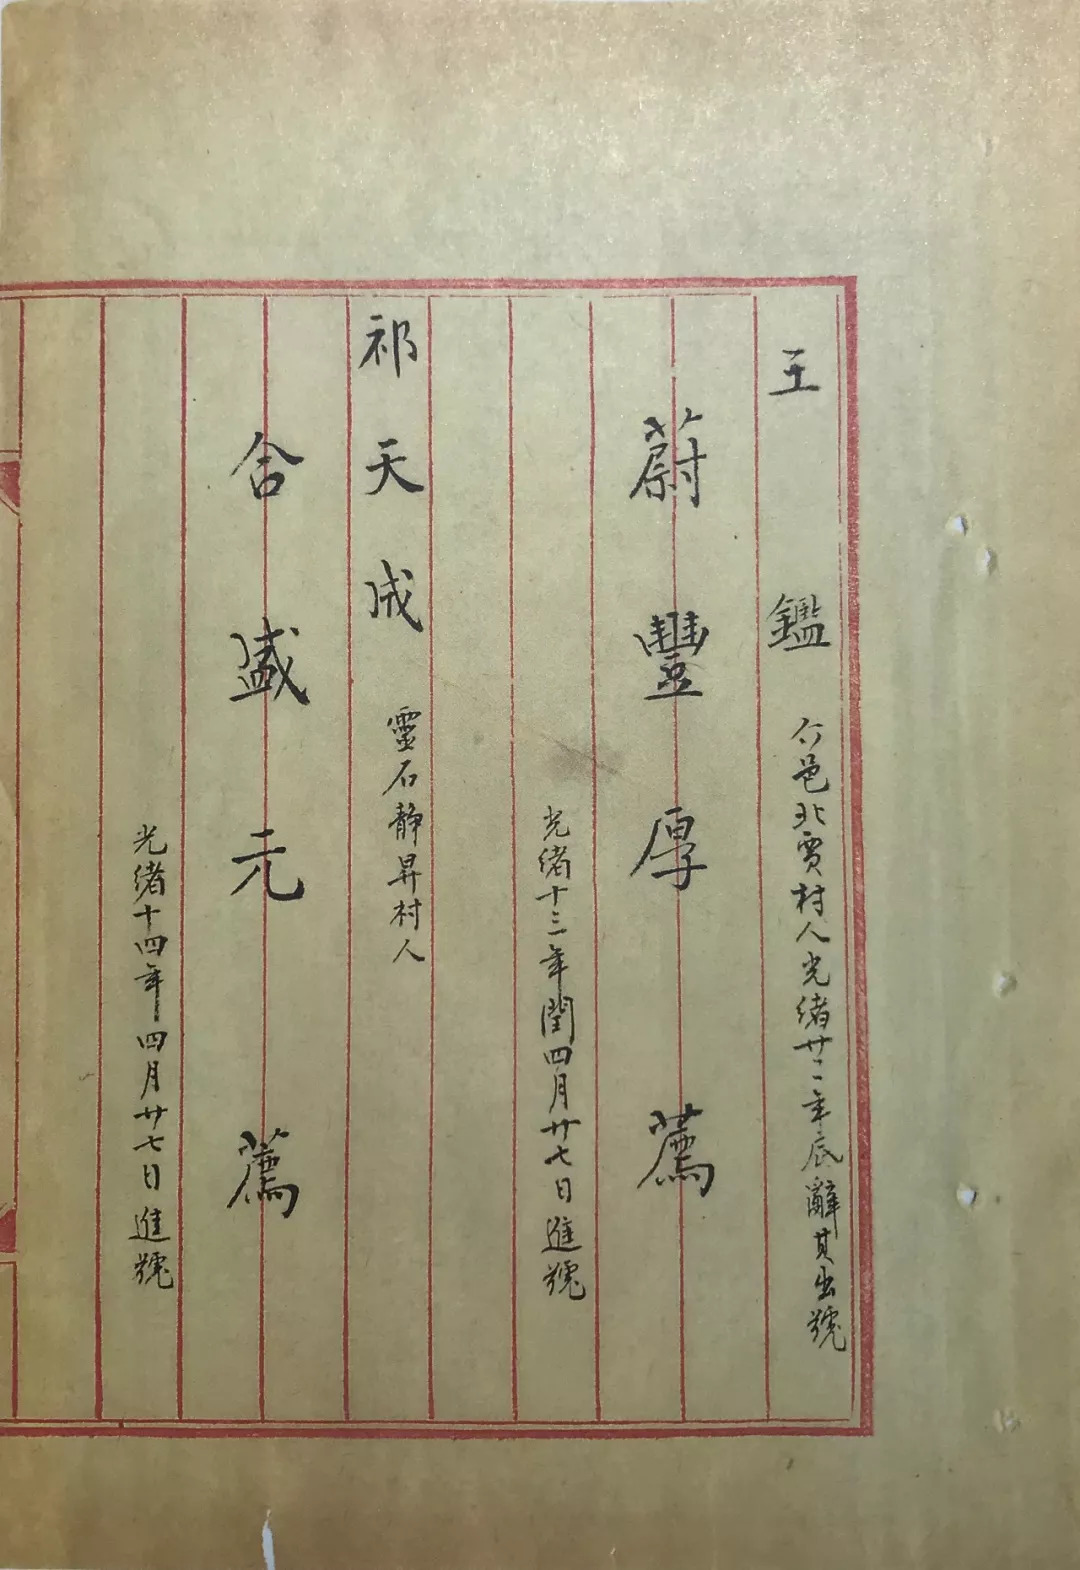 王鑑 介邑北賈村人光緒廿二年底辭其出號
蔚豐厚薦
光緒十三年閏四月廿七日進號
祁天成 靈石靜昇村人
合盛元薦
光緒十四年四月廿七日進號